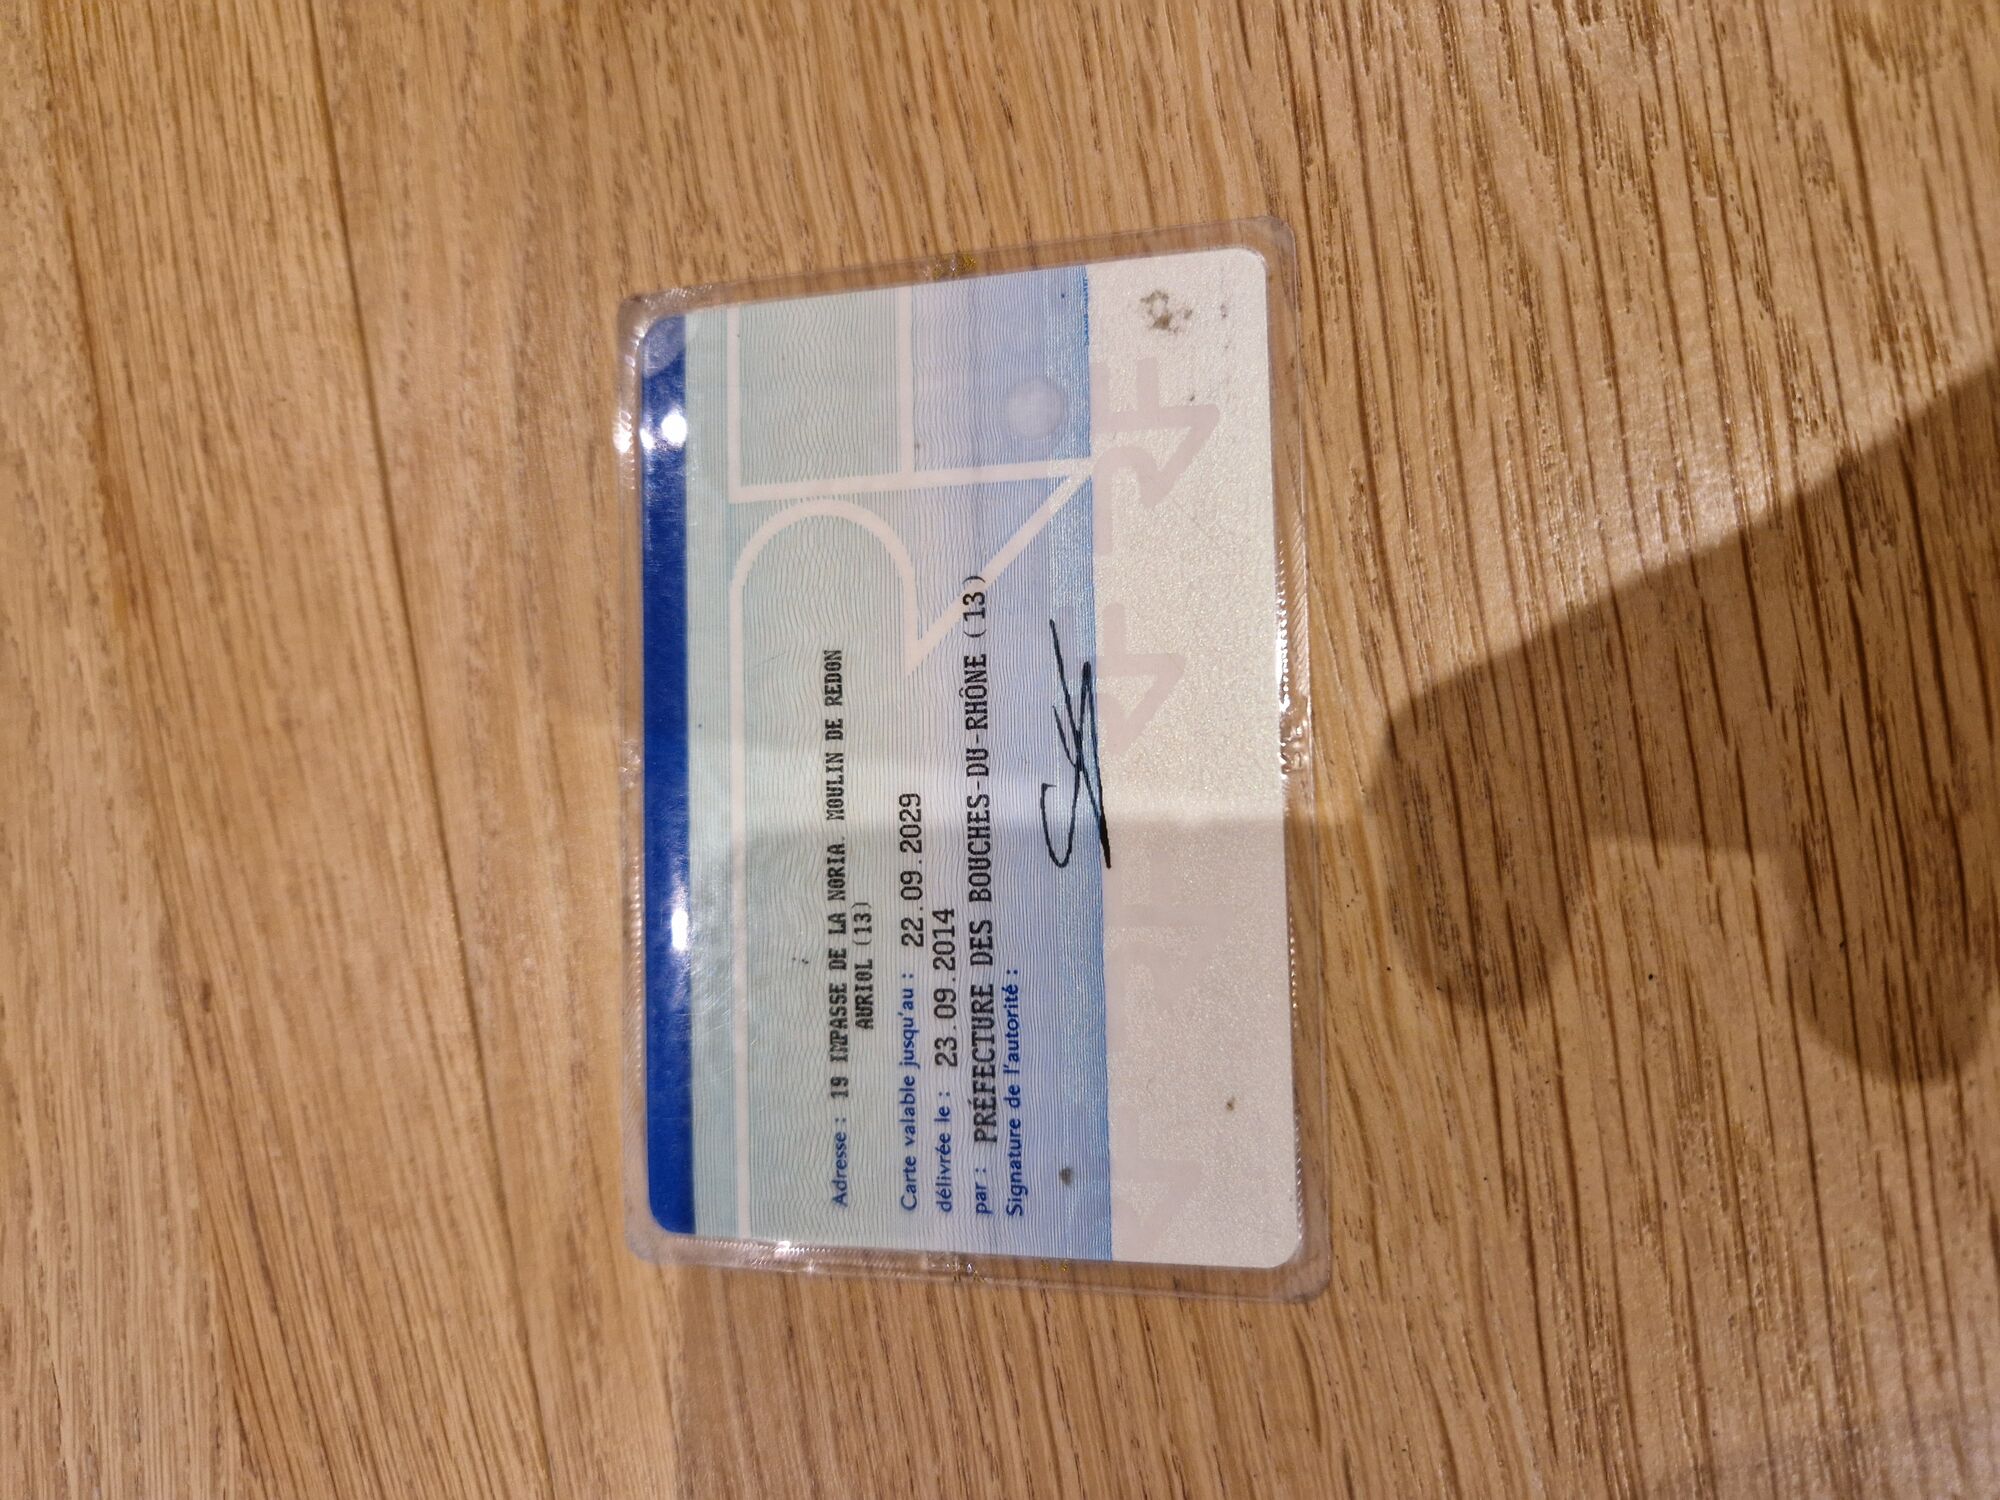 Adresse : 19 IMPASSE DE LA NORIA. MOULIN DE REDON
AURIOL (13)
Carte valable jusqu'au : 22.09.2029
délivrée le : 23.09.2014
par : PRÉFECTURE DES BOUCHES-DU-RHÔNE (13)
Signature de l'autorité :
RF